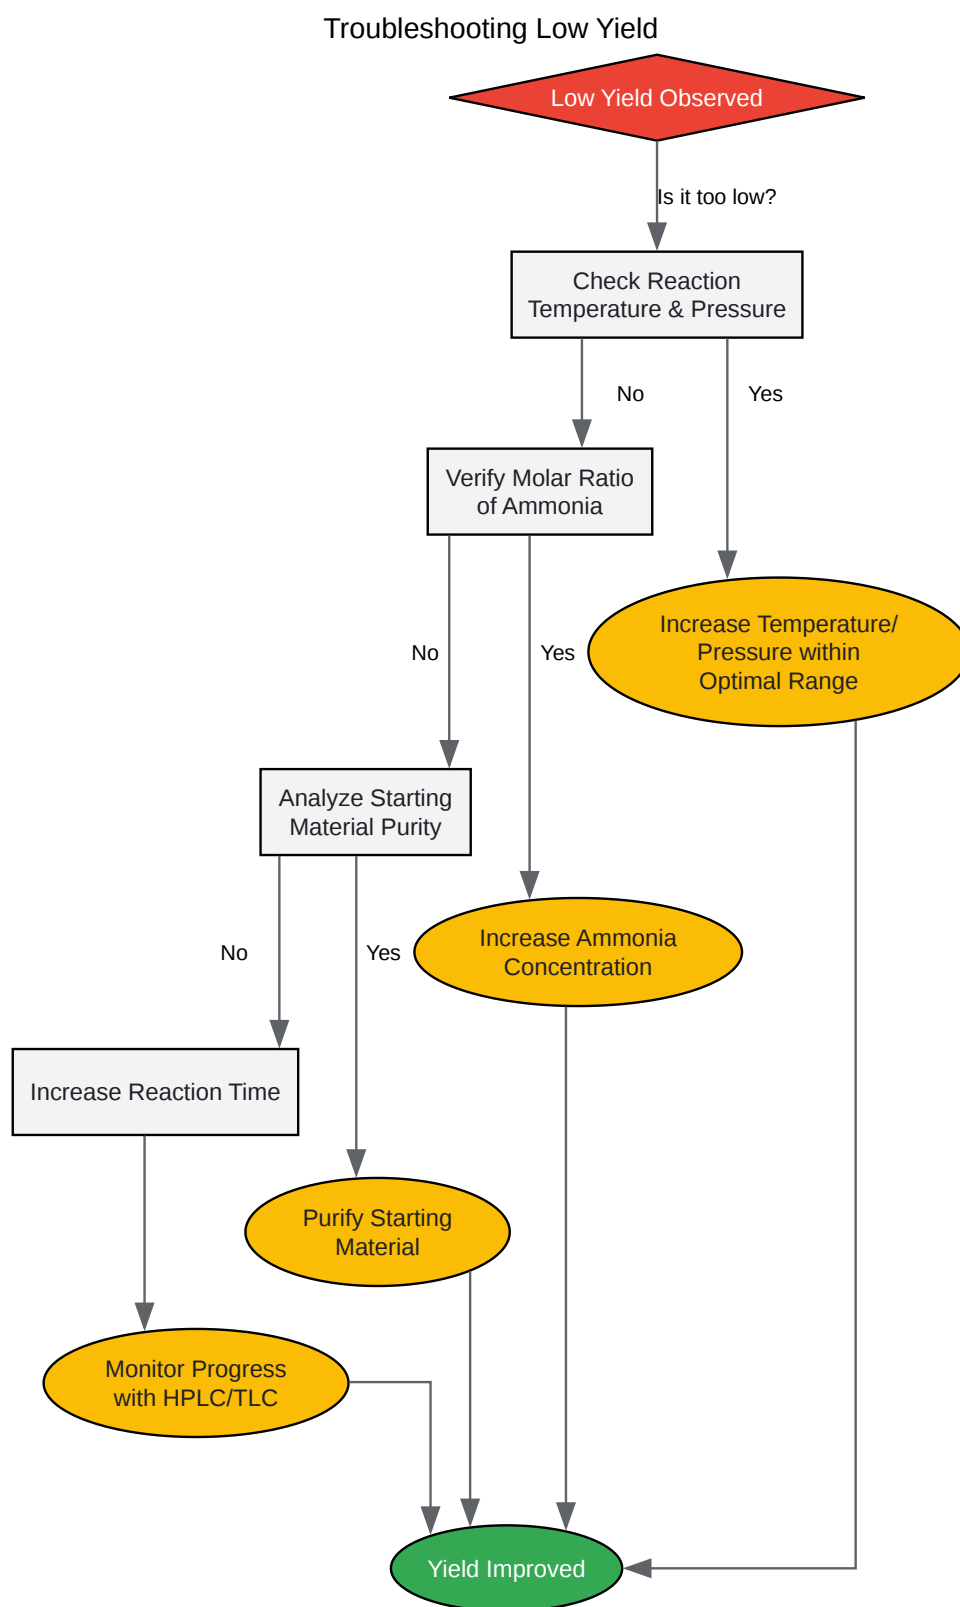 Troubleshooting Low Yield
Low Yield Observed
Is it too low?
Check Reaction
Temperature & Pressure
No
Yes
Verify Molar Ratio
of Ammonia
Increase Temperature/
Pressure within
Optimal Range
No
Yes
Analyze Starting
Material Purity
Increase Ammonia
Concentration
No
Yes
Increase Reaction Time
Purify Starting
Material
Monitor Progress
with HPLC/TLC
Yield Improved